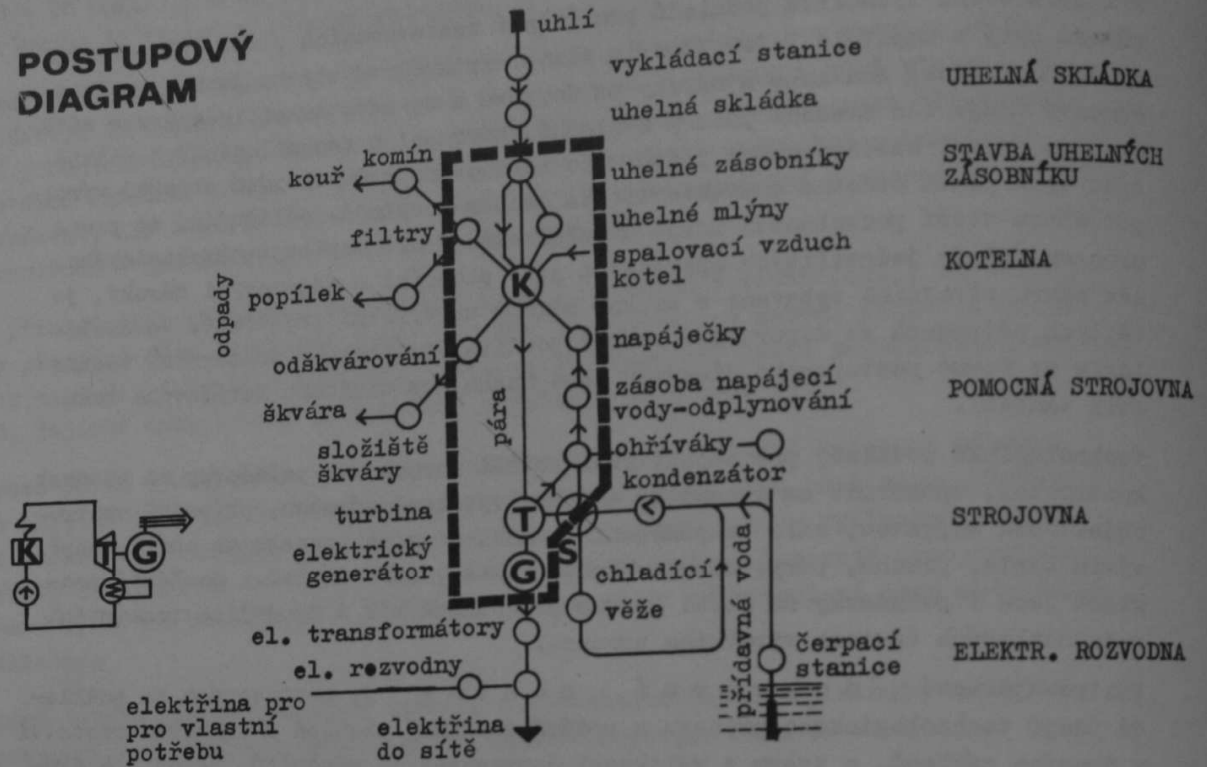 POSTUPOVÝ
DIAGRAM
uhlí
vykládací stanice
uhelná skládka
UHELNÁ SKLÁDKA
komín
kouř
uhelné zásobníky
STAVBA UHELNÝCH
ZÁSOBNÍKU
filtry
uhelné mlýny
spalovací vzduch
kotel
KOTELNA
K
odpady
popílek
odškvárování
napáječky
škvára
zásoba napájecí
vody-odplynování
POMOCNÁ STROJOVNA
pára
složiště
škváry
ohříváky
kondenzátor
turbina
T
S
STROJOVNA
elektrický
generátor
G
chladící
věže
přídavná voda
K
T
G
el. transformátory
čerpací
stanice
ELEKTR. ROZVODNA
el. rozvodny
elektřina pro
pro vlastní
potřebu
elektřina
do sítě